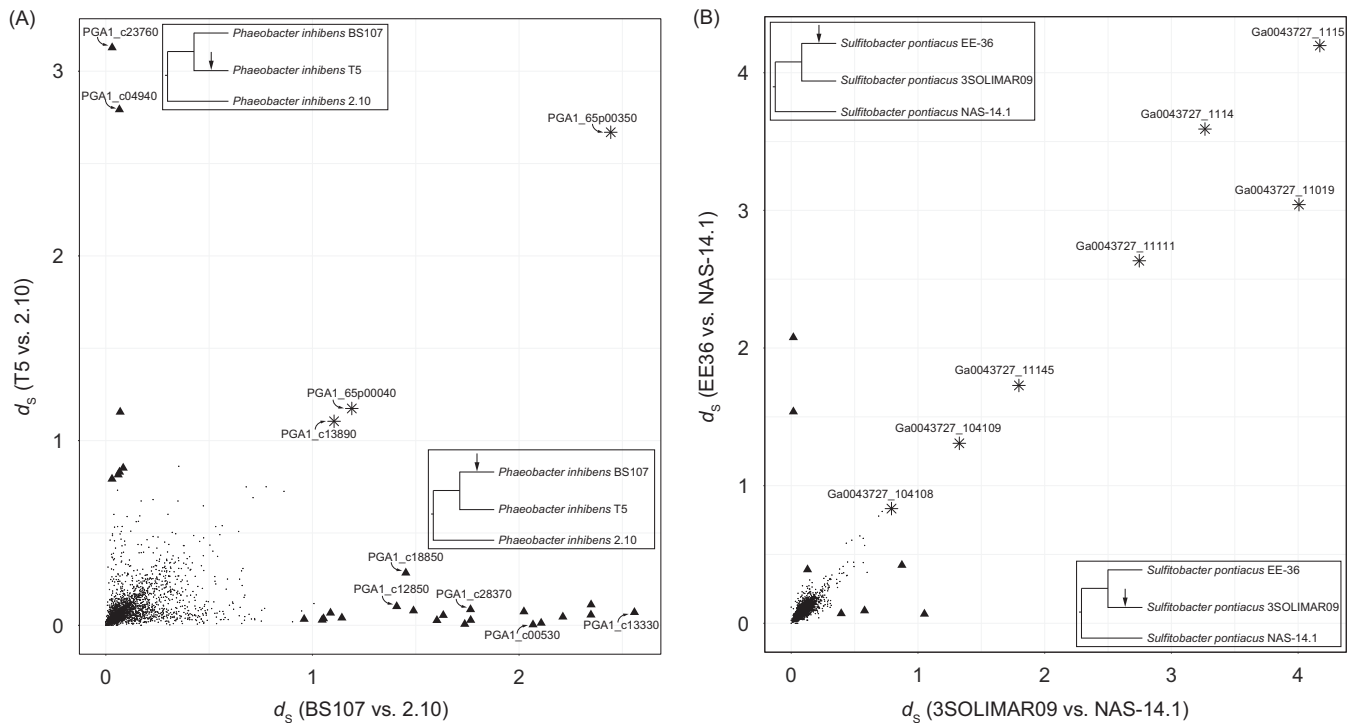 (A)
PGA1_c23760
PGA1_c04940
Phaeobacter inhibens BS107
Phaeobacter inhibens T5
Phaeobacter inhibens 2.10
PGA1_65p00350
PGA1_65p00040
PGA1_c13890
Phaeobacter inhibens BS107
Phaeobacter inhibens T5
Phaeobacter inhibens 2.10
PGA1_c18850
PGA1_c12850
PGA1_c28370
PGA1_c00530
PGA1_c13330
3
2
1
0
0
1
2
dS (T5 vs. 2.10)
dS (BS107 vs. 2.10)
(B)
Sulfitobacter pontiacus EE-36
Sulfitobacter pontiacus 3SOLIMAR09
Sulfitobacter pontiacus NAS-14.1
Ga0043727_1115
Ga0043727_1114
Ga0043727_11019
Ga0043727_11111
Ga0043727_11145
Ga0043727_104109
Ga0043727_104108
Sulfitobacter pontiacus EE-36
Sulfitobacter pontiacus 3SOLIMAR09
Sulfitobacter pontiacus NAS-14.1
4
3
2
1
0
0
1
2
3
4
dS (EE36 vs. NAS-14.1)
dS (3SOLIMAR09 vs. NAS-14.1)